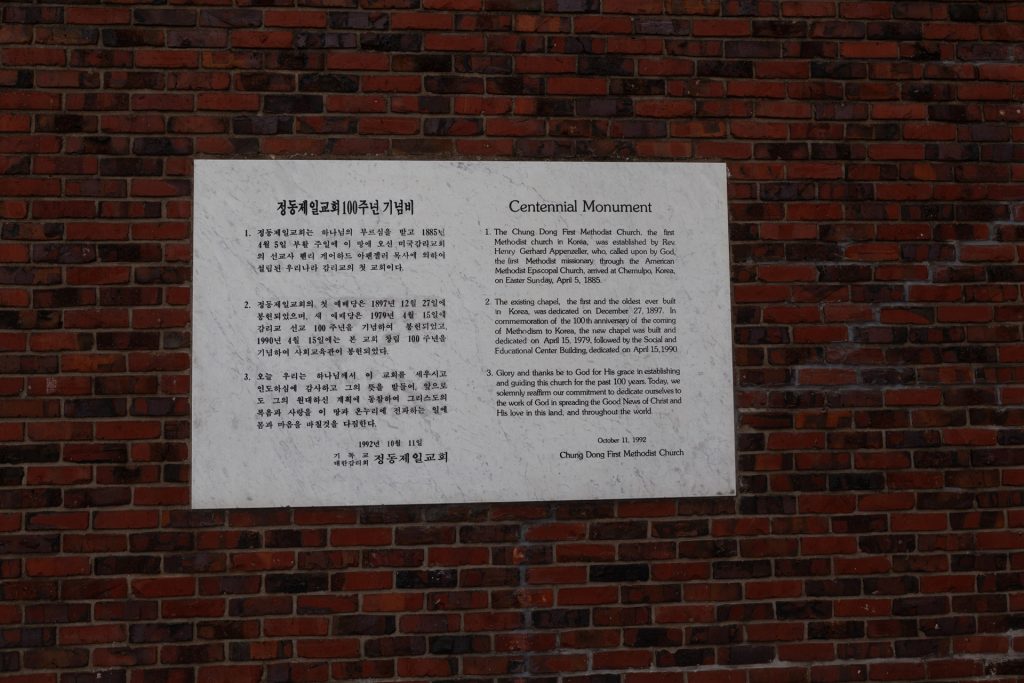 정동제일교회 100주년 기념비
1. 정동제일교회는 하나님의 부르심을 받고 1885년
4월 5일 부활 주일에 이 땅에 오신 미국감리교회
의 선교사 헨리 게어하드 아펜젤러 목사에 의하여
설립된 우리나라 감리교의 첫 교회이다.
2. 정동제일교회의 첫 예배당은 1897년 12월 27일에
봉헌되었으며, 새 예배당은 1979년 4월 15일에
감리교 선교 100주년을 기념하여 봉헌되었고,
1990년 4월 15일에는 본 교회 창립 100주년을
기념하여 사회교육관이 봉헌되었다.
3. 오늘 우리는 하나님께서 이 교회를 세우시고
인도하심에 감사하고 그의 뜻을 받들어, 앞으로
도 그의 원대하신 계획에 동참하여 그리스도의
복음과 사랑을 이 땅과 온누리에 전파하는 일에
몸과 마음을 바칠것을 다짐한다.
1992년 10월 11일
기독교
대한감리회 정동제일교회
Centennial Monument
1. The Chung Dong First Methodist Church, the first
Methodist church in Korea, was established by Rev.
Henry Gerhard Appenzeller, who, called upon by God,
the first Methodist missionary through the American
Methodist Episcopal Church, arrived at Chemulpo, Korea,
on Easter Sunday, April 5, 1885.
2. The existing chapel, the first and the oldest ever built
in Korea, was dedicated on December 27, 1897. In
commemoration of the 100th anniversary of the coming
of Methodism to Korea, the new chapel was built and
dedicated on April 15, 1979, followed by the Social and
Educational Center Building, dedicated on April 15, 1990.
3. Glory and thanks be to God for His grace in establishing
and guiding this church for the past 100 years. Today, we
solemnly reaffirm our commitment to dedicate ourselves to
the work of God in spreading the Good News of Christ and
His love in this land, and throughout the world.
October 11, 1992
Chung Dong First Methodist Church